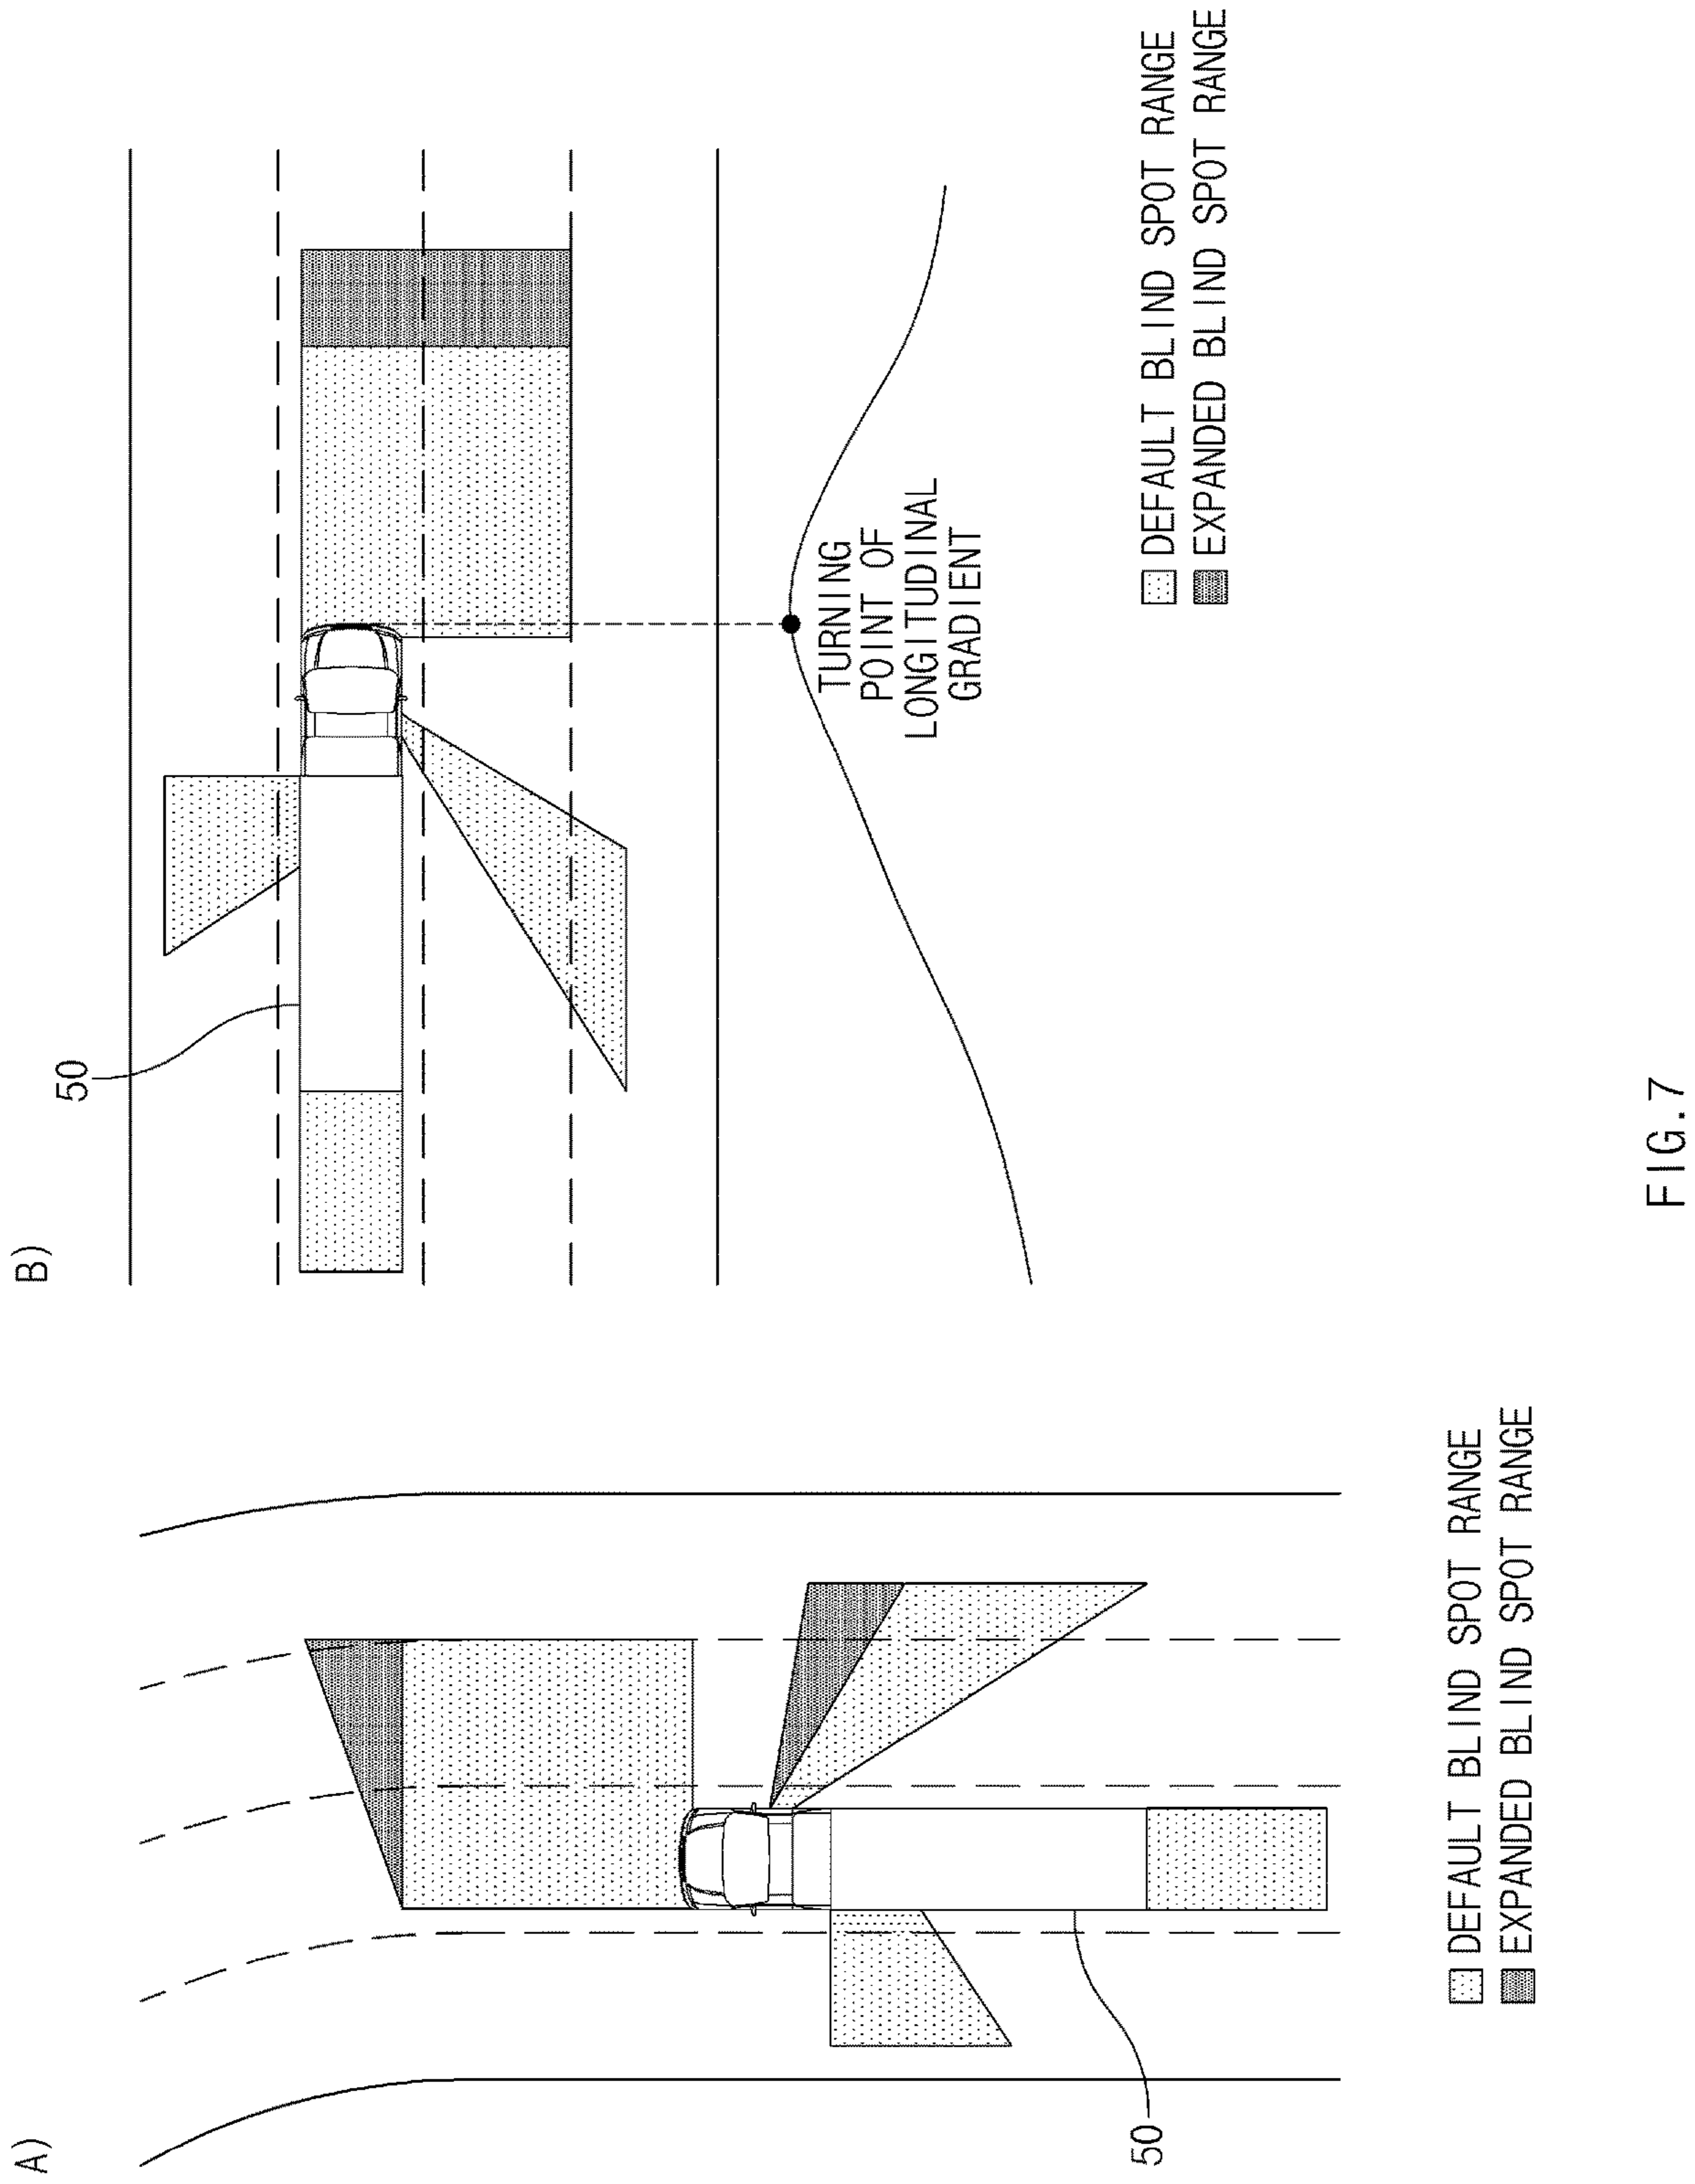 A)
50
DEFAULT BLIND SPOT RANGE
EXPANDED BLIND SPOT RANGE
B)
50
TURNING
POINT OF
LONGITUDINAL
GRADIENT
DEFAULT BLIND SPOT RANGE
EXPANDED BLIND SPOT RANGE
FIG.7